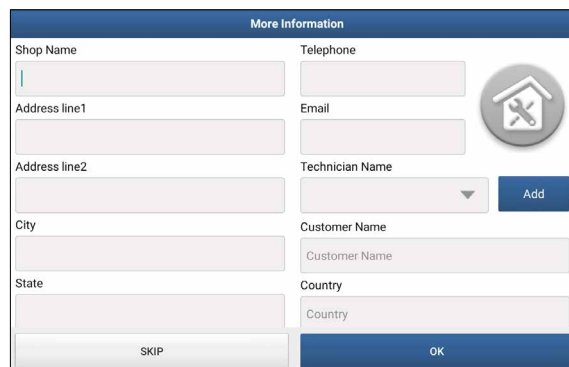 More Information
Shop Name
Telephone
Address line1
Email
Address line2
Technician Name
Add
City
Customer Name
Customer Name
State
Country
Country
SKIP
OK